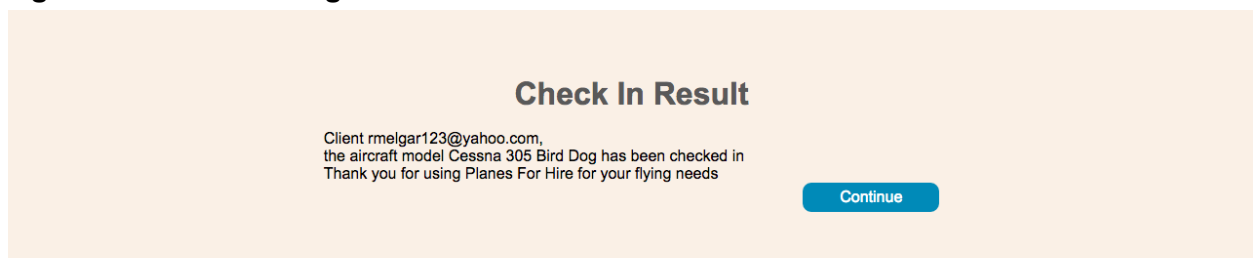 Check In Result
Client rmelgar123@yahoo.com,
the aircraft model Cessna 305 Bird Dog has been checked in
Thank you for using Planes For Hire for your flying needs
Continue